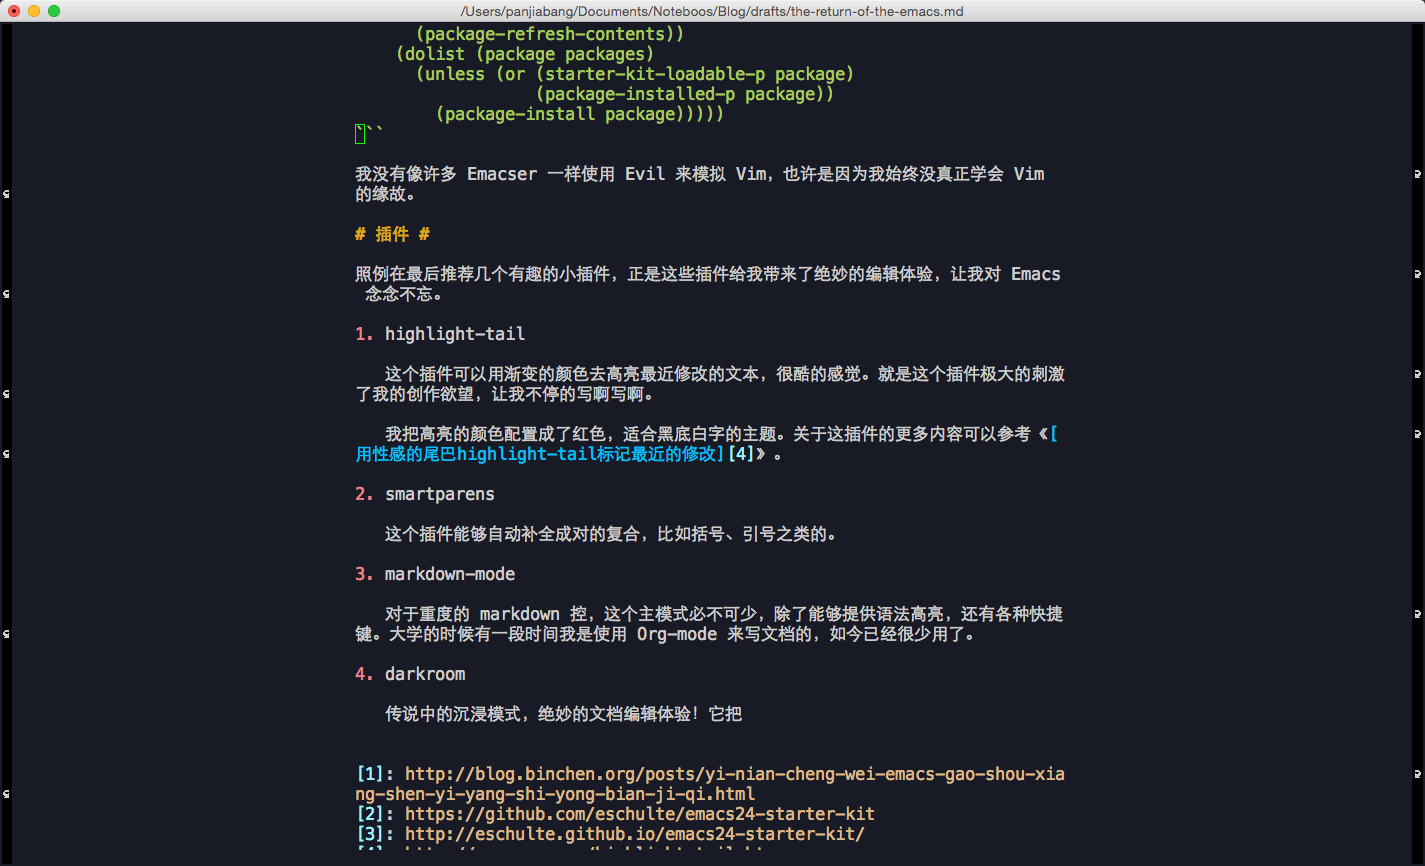 /Users/panjiabang/Documents/Noteboos/Blog/drafts/the-return-of-the-emacs.md
(package-refresh-contents))
(dolist (package packages)
(unless (or (starter-kit-loadable-p package)
(package-installed-p package))
(package-install package)))))
```
我没有像许多 Emacser 一样使用 Evil 来模拟 Vim，也许是因为我始终没真正学会 Vim
的缘故。
# 插件 #
照例在最后推荐几个有趣的小插件，正是这些插件给我带来了绝妙的编辑体验，让我对 Emacs
念念不忘。
1. highlight-tail
这个插件可以用渐变的颜色去高亮最近修改的文本，很酷的感觉。就是这个插件极大的刺激
了我的创作欲望，让我不停的写啊写啊。
我把高亮的颜色配置成了红色，适合黑底白字的主题。关于这插件的更多内容可以参考《[
用性感的尾巴highlight-tail标记最近的修改][4]》。
2. smartparens
这个插件能够自动补全成对的复合，比如括号、引号之类的。
3. markdown-mode
对于重度的 markdown 控，这个主模式必不可少，除了能够提供语法高亮，还有各种快捷
键。大学的时候有一段时间我是使用 Org-mode 来写文档的，如今已经很少用了。
4. darkroom
传说中的沉浸模式，绝妙的文档编辑体验！它把
[1]: http://blog.binchen.org/posts/yi-nian-cheng-wei-emacs-gao-shou-xia
ng-shen-yi-yang-shi-yong-bian-ji-qi.html
[2]: https://github.com/eschulte/emacs24-starter-kit
[3]: http://eschulte.github.io/emacs24-starter-kit/